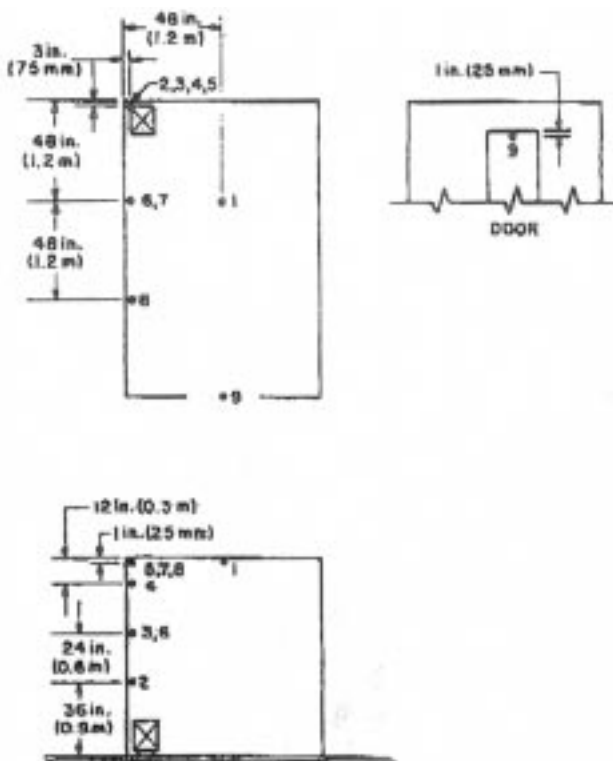 48 in.
(1.2 m)
3 in.
(75 mm)
2,3,4,5
48 in.
(1.2 m)
6,7
1
48 in.
(1.2 m)
8
9
1 in. (25 mm)
9
DOOR
12 in. (0.3 m)
1 in. (25 mm)
5,7,8
1
4
3,6
24 in.
(0.6 m)
2
36 in.
(0.9 m)